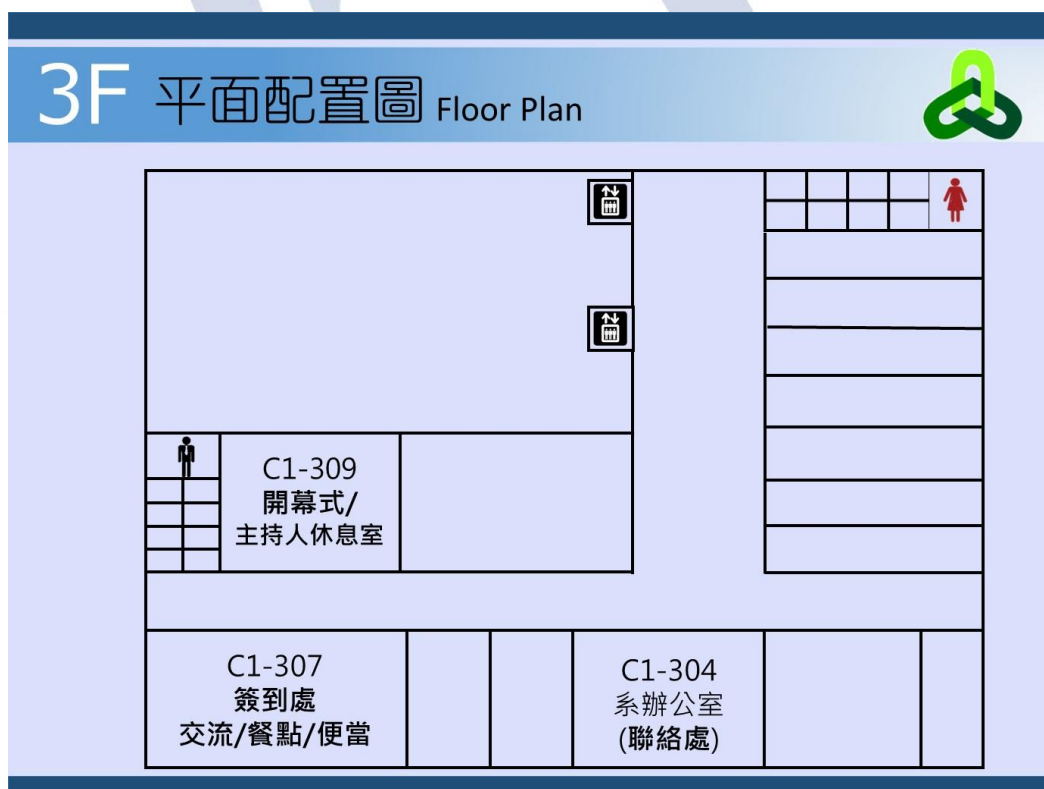 3F 平面配置圖 Floor Plan
C1-309
開幕式/
主持人休息室
C1-307
簽到處
交流/餐點/便當
C1-304
系辦公室
(聯絡處)